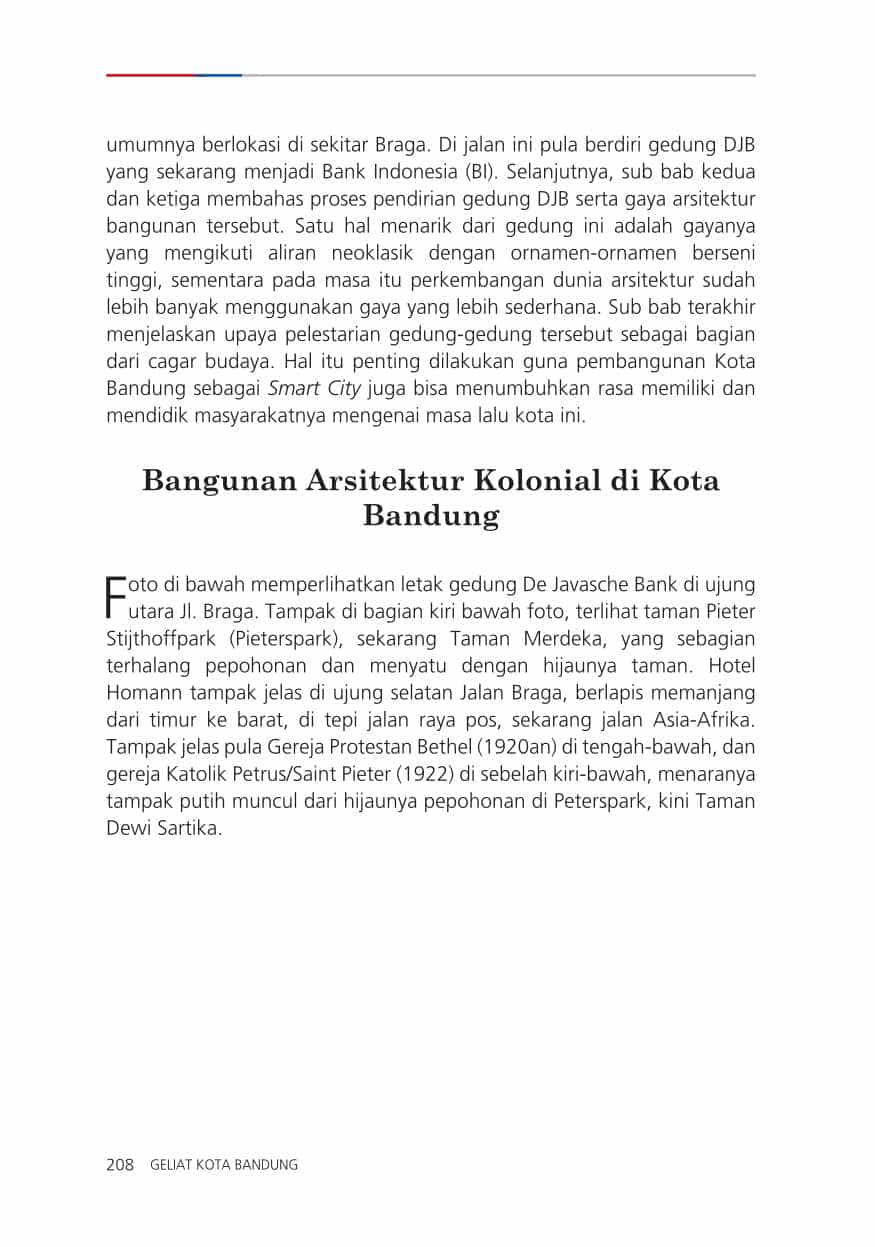 umumnya berlokasi di sekitar Braga. Di jalan ini pula berdiri gedung DJB
yang sekarang menjadi Bank Indonesia (BI). Selanjutnya, sub bab kedua
dan ketiga membahas proses pendirian gedung DJB serta gaya arsitektur
bangunan tersebut. Satu hal menarik dari gedung ini adalah gayanya
yang mengikuti aliran neoklasik dengan ornamen-ornamen berseni
tinggi, sementara pada masa itu perkembangan dunia arsitektur sudah
lebih banyak menggunakan gaya yang lebih sederhana. Sub bab terakhir
menjelaskan upaya pelestarian gedung-gedung tersebut sebagai bagian
dari cagar budaya. Hal itu penting dilakukan guna pembangunan Kota
Bandung sebagai Smart City juga bisa menumbuhkan rasa memiliki dan
mendidik masyarakatnya mengenai masa lalu kota ini.
Bangunan Arsitektur Kolonial di Kota
Bandung
Foto di bawah memperlihatkan letak gedung De Javasche Bank di ujung
utara Jl. Braga. Tampak di bagian kiri bawah foto, terlihat taman Pieter
Stijthoffpark (Pieterspark), sekarang Taman Merdeka, yang sebagian
terhalang pepohonan dan menyatu dengan hijaunya taman. Hotel
Homann tampak jelas di ujung selatan Jalan Braga, berlapis memanjang
dari timur ke barat, di tepi jalan raya pos, sekarang jalan Asia-Afrika.
Tampak jelas pula Gereja Protestan Bethel (1920an) di tengah-bawah, dan
gereja Katolik Petrus/Saint Pieter (1922) di sebelah kiri-bawah, menaranya
tampak putih muncul dari hijaunya pepohonan di Peterspark, kini Taman
Dewi Sartika.
208 GELIAT KOTA BANDUNG